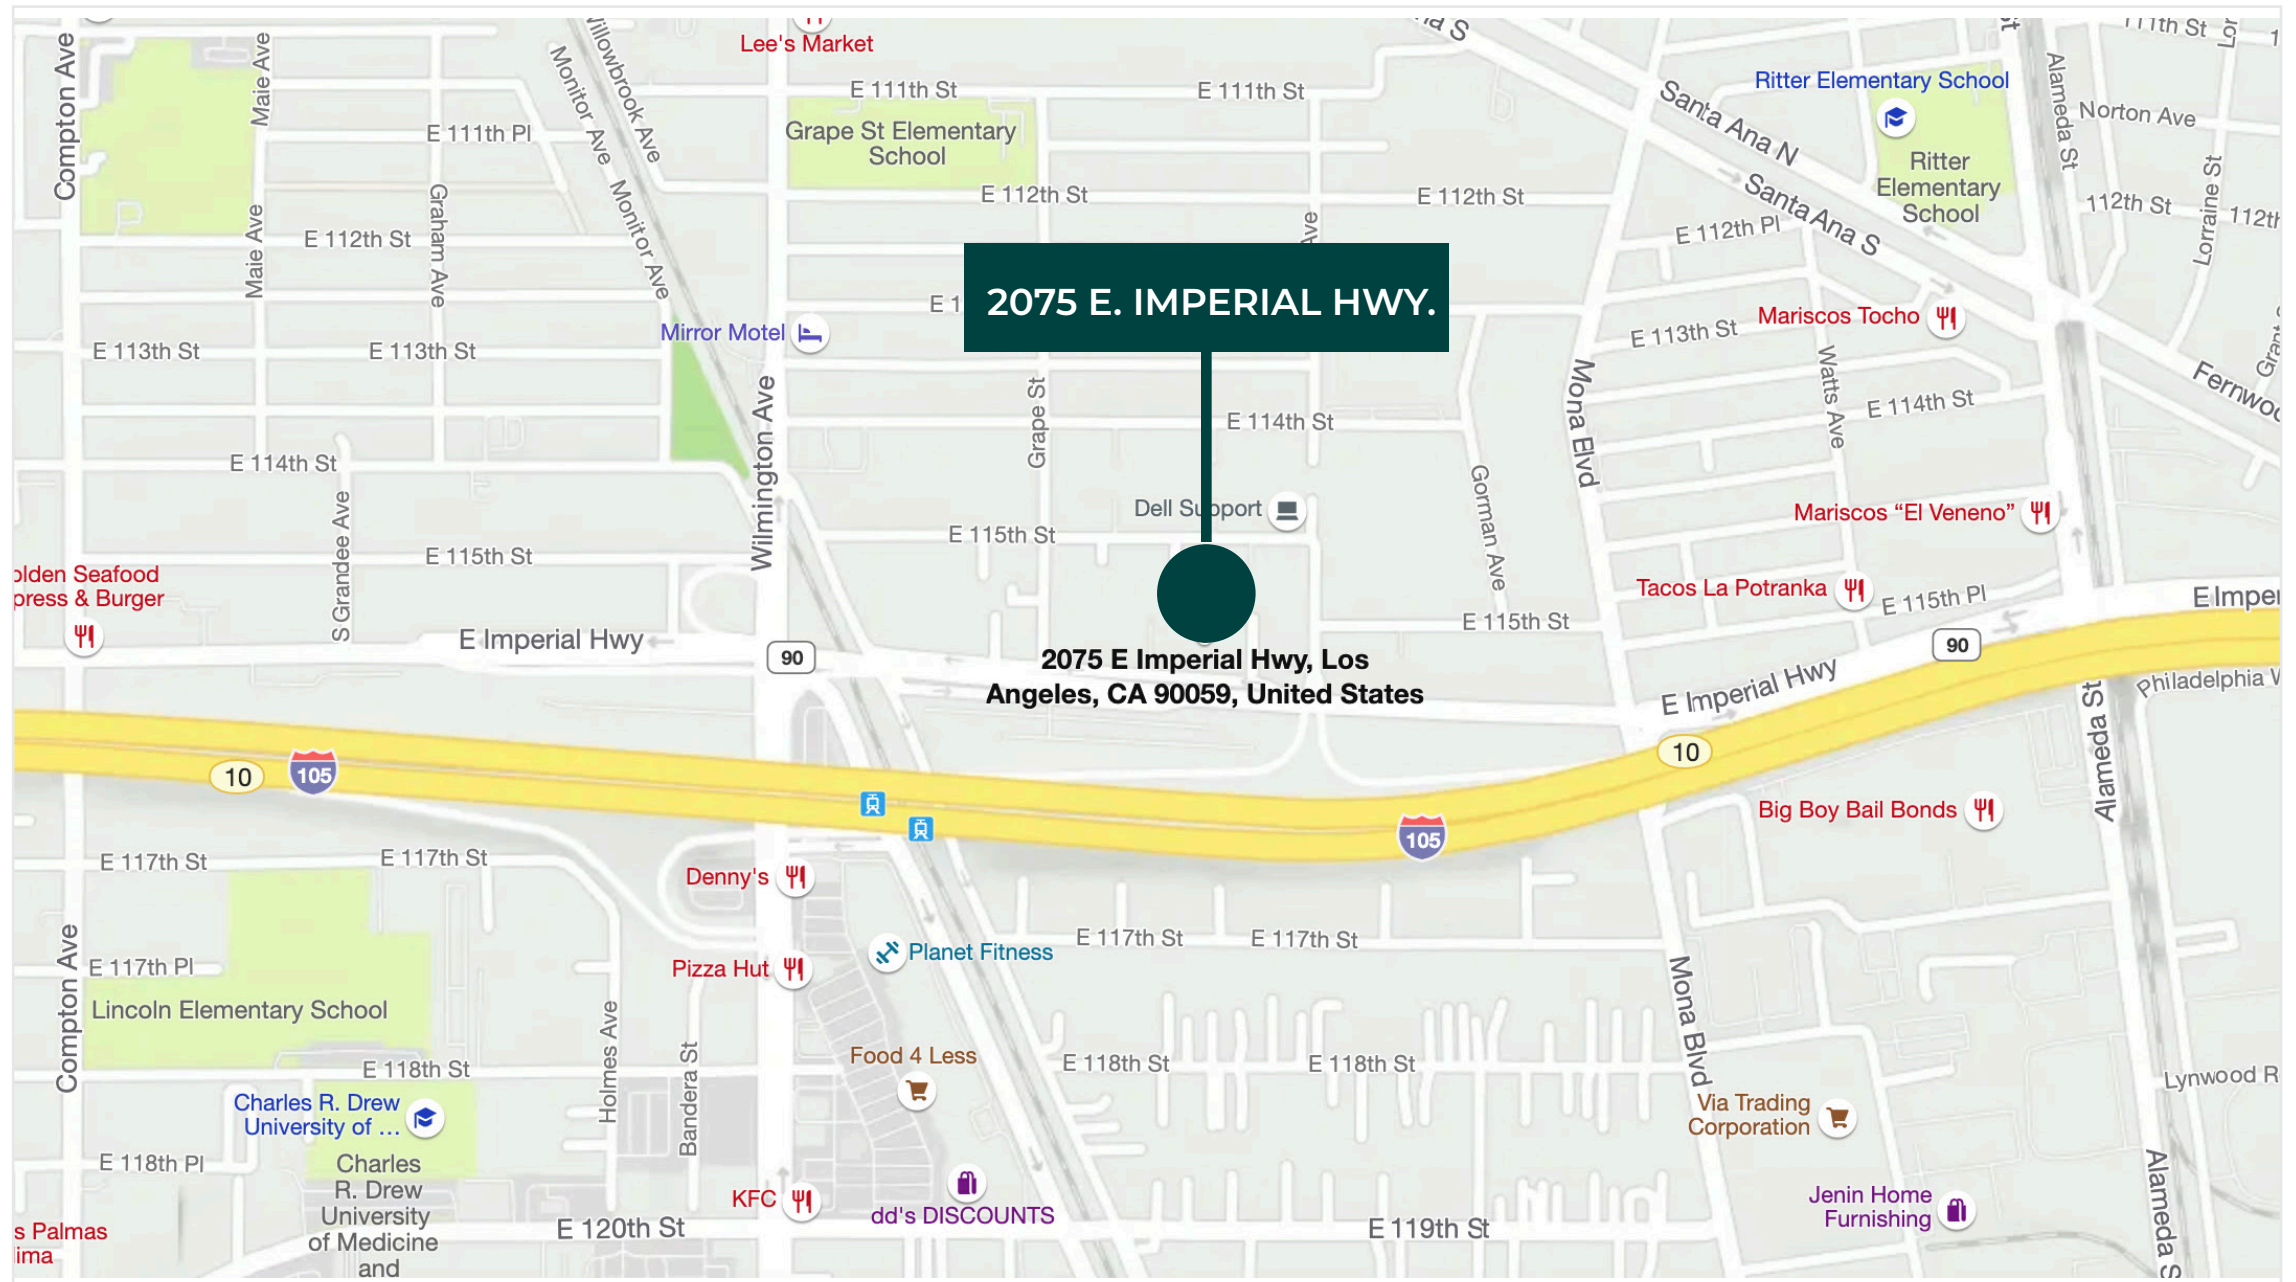 Lee's Market
Compton Ave
Maie Ave
Monitor Ave
Willowbrook Ave
E 111th St
E 111th St
Santa Ana N
Ritter Elementary School
Alameda St
111th St
Norton Ave
E 111th Pl
Grape St Elementary
School
Ritter
Elementary
School
Santa Ana S
E 112th St
E 112th St
112th St
Lorraine St
Maie Ave
Graham Ave
Monitor Ave
E 112th St
Ave
E 112th Pl
2075 E. IMPERIAL HWY.
Mirror Motel
Mariscos Tocho
E 113th St
E 113th St
E 113th St
Watts Ave
Mona Elvd
Wilmington Ave
Grape St
E 114th St
E 114th St
E 114th St
S Grandee Ave
Gorman Ave
Dell Support
Mariscos “El Veneno”
E 115th St
E 115th St
E 115th Pl
Tacos La Potranka
Seafood
& Burger
E Imperial Hwy
90
E 115th St
90
2075 E Imperial Hwy, Los
Angeles, CA 90059, United States
E Imperial Hwy
Alameda St
Philadelphia
10
105
10
105
Big Boy Bail Bonds
E 117th St
E 117th St
Denny's
Planet Fitness
E 117th St
E 117th St
Compton Ave
E 117th Pl
Pizza Hut
Lincoln Elementary School
Mona Blvd
Holmes Ave
Bandera St
Food 4 Less
E 118th St
E 118th St
E 118th St
Lynwood R
Charles R. Drew
University of ...
Via Trading
Corporation
E 118th Pl
Charles
R. Drew
University
of Medicine
and
KFC
dd's DISCOUNTS
Jenin Home
Furnishing
Alameda S
s Palmas
E 120th St
E 119th St